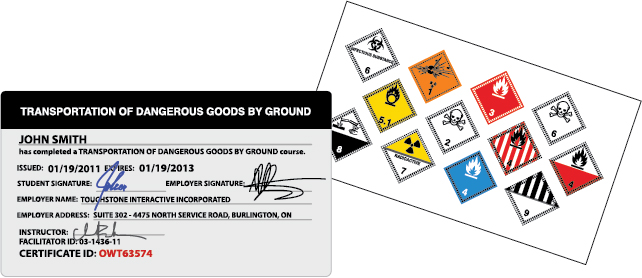 TRANSPORTATION OF DANGEROUS GOODS BY GROUND
JOHN SMITH
has completed a TRANSPORTATION OF DANGEROUS GOODS BY GROUND course.
ISSUED: 01/19/2011 EXPIRES: 01/19/2013
STUDENT SIGNATURE: EMPLOYER SIGNATURE:
EMPLOYER NAME: TOUCHSTONE INTERACTIVE INCORPORATED
EMPLOYER ADDRESS: SUITE 302 - 4475 NORTH SERVICE ROAD, BURLINGTON, ON
INSTRUCTOR:
FACILITATOR ID: 03-1436-11
CERTIFICATE ID: OWT63574
INFECTIOUS SUBSTANCE
6
1
5.1
3
8
RADIOACTIVE
7
2
6
4
4
4
9